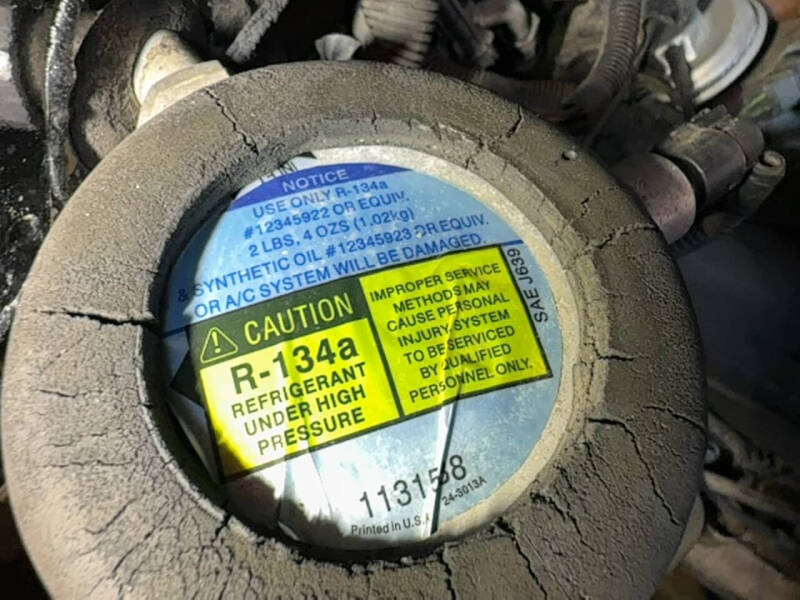 NOTICE
USE ONLY R-134a
#12345922 OR EQUIV.
2 LBS, 4 OZS (1.02kg)
& SYNTHETIC OIL #12345923 OR EQUIV.
OR A/C SYSTEM WILL BE DAMAGED.
CAUTION
R-134a
REFRIGERANT
UNDER HIGH
PRESSURE
IMPROPER SERVICE
METHODS MAY
CAUSE PERSONAL
INJURY. SYSTEM
TO BE SERVICED
BY QUALIFIED
PERSONNEL ONLY.
SAE J639
24-3013A
Printed in U.S.A